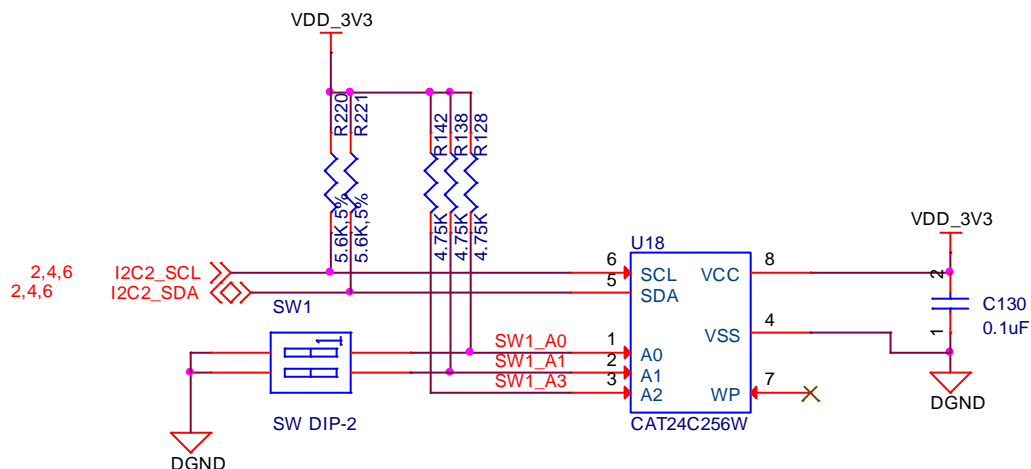 VDD_3V3
R220
R221
R142
R138
R128
5.6K,5%
5.6K,5%
4.75K
4.75K
4.75K
VDD_3V3
U18
2,4,6 I2C2_SCL
6 SCL VCC 8
2
2,4,6 I2C2_SDA
5 SDA
C130
0.1uF
SW1
VSS 4
1
SW1_A0 1 A0
SW1_A1 2 A1
SW1_A3 3 A2
WP 7
1
DGND
SW DIP-2
CAT24C256W
DGND